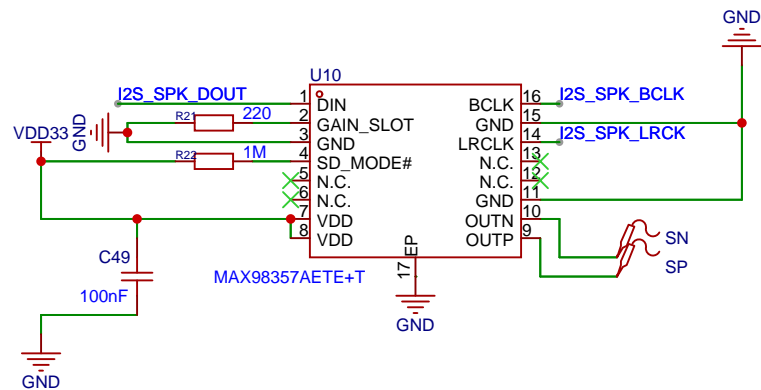 GND
U10
I2S_SPK_DOUT
1
DIN
BCLK
16
I2S_SPK_BCLK
R21
220
2
GAIN_SLOT
GND
15
VDD33
GND
3
GND
LRCLK
14
I2S_SPK_LRCK
R22
1M
4
SD_MODE#
N.C.
13
5
N.C.
N.C.
12
6
N.C.
GND
11
7
VDD
OUTN
10
8
VDD
OUTP
9
SN
SP
C49
100nF
17
EP
MAX98357AETE+T
GND
GND